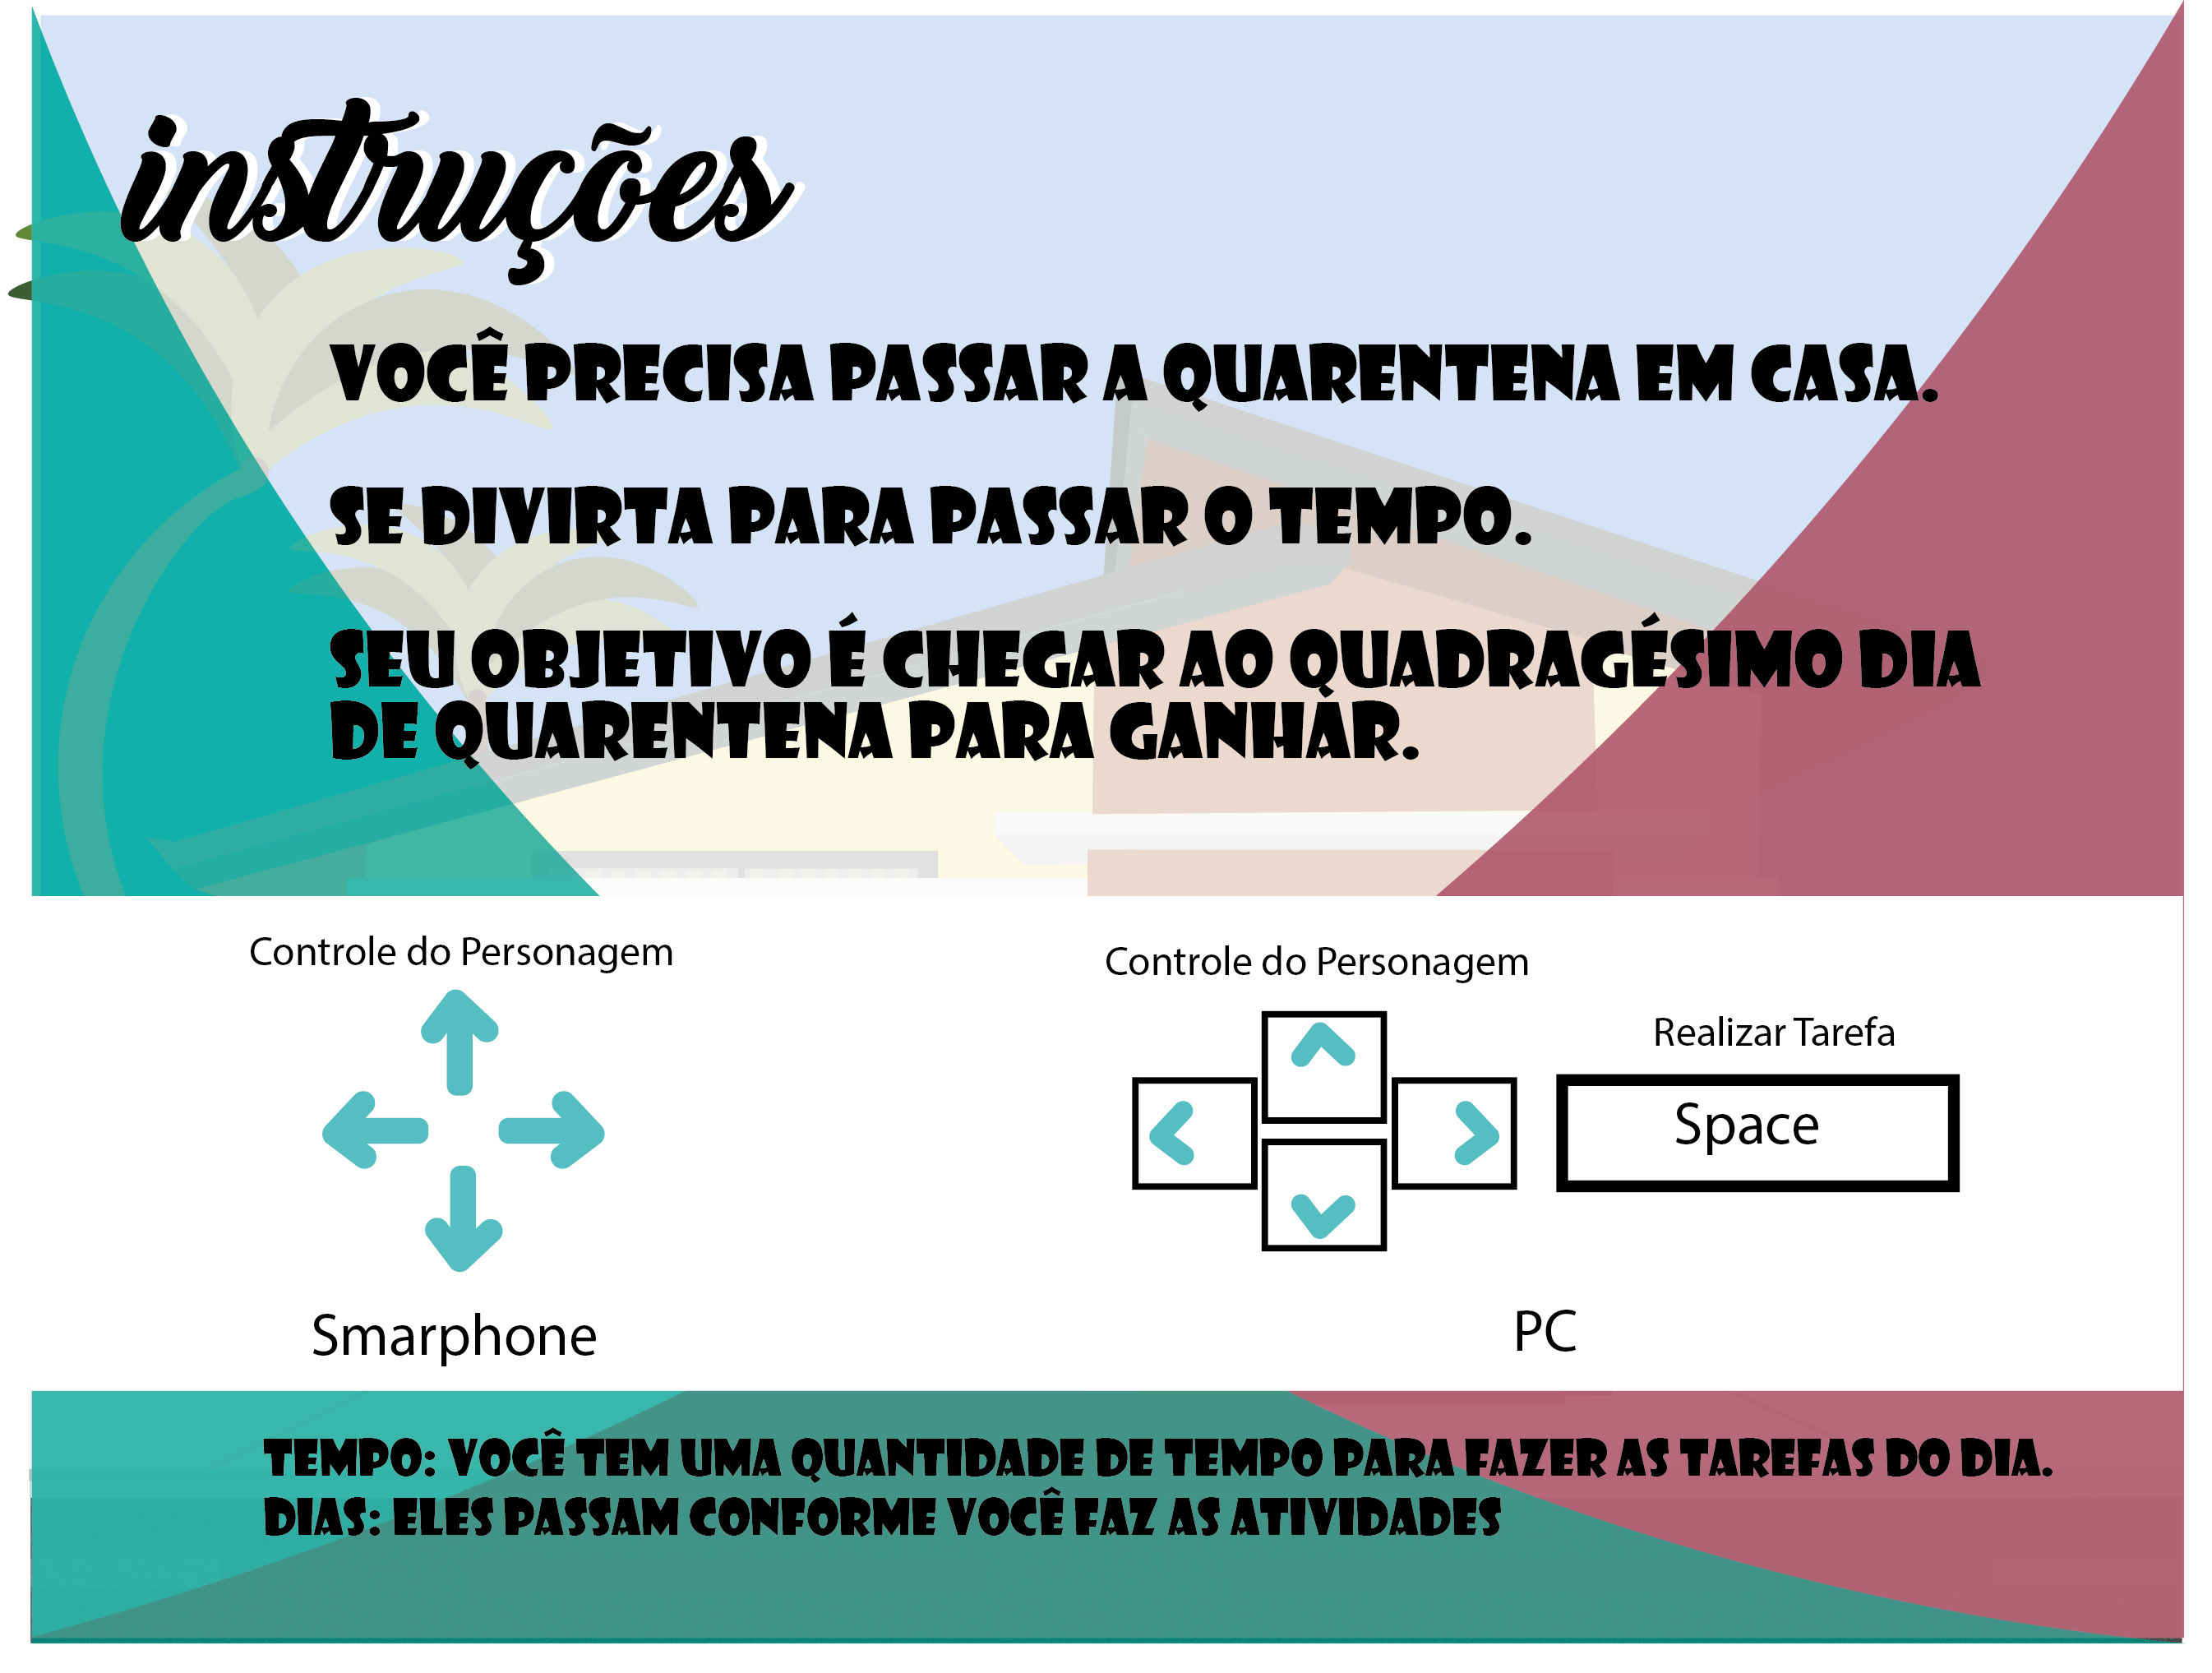 instruções
VOCÊ PRECISA PASSAR A QUARENTENA EM CASA.
SE DIVIRTA PARA PASSAR O TEMPO.
SEU OBJETIVO É CHEGAR AO QUADRAGÉSIMO DIA
DE QUARENTENA PARA GANHAR.
Controle do Personagem
Smarphone
Controle do Personagem
Realizar Tarefa
Space
PC
TEMPO: VOCÊ TEM UMA QUANTIDADE DE TEMPO PARA FAZER AS TAREFAS DO DIA.
DIAS: ELES PASSAM CONFORME VOCÊ FAZ AS ATIVIDADES